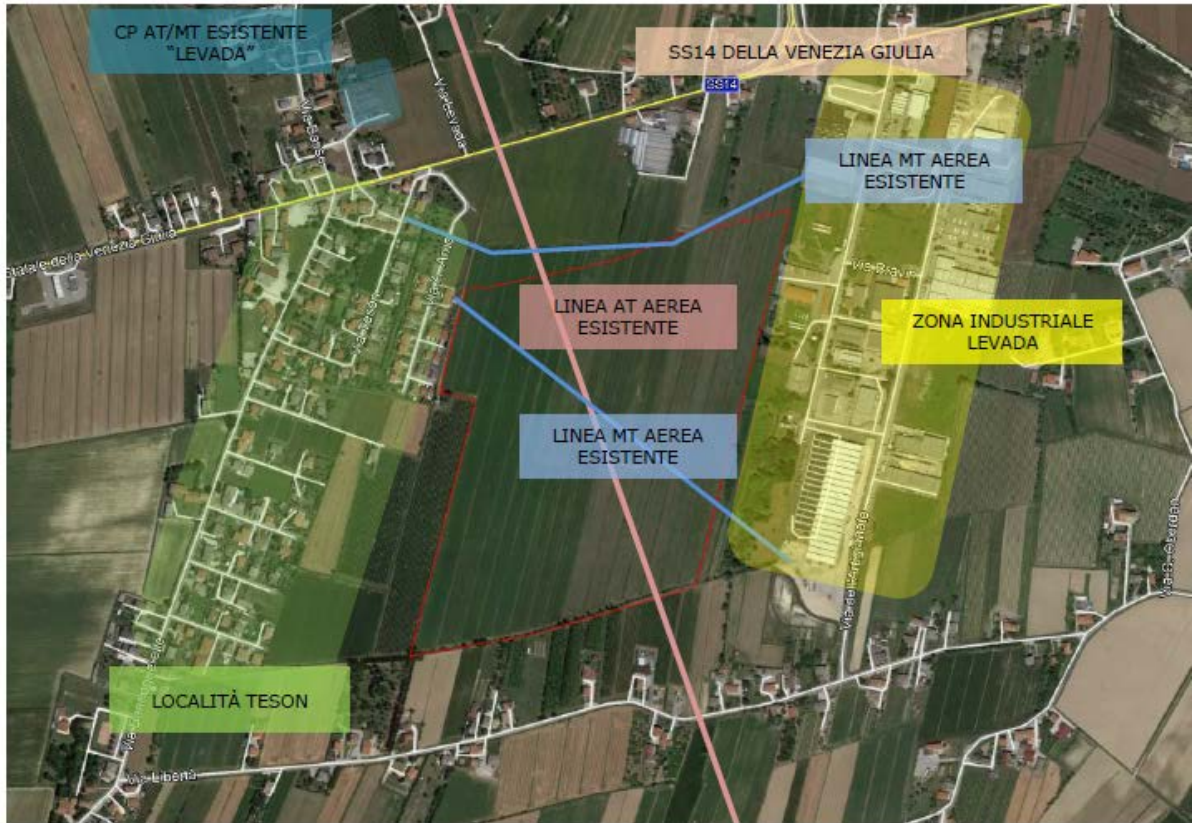 CP AT/MT ESISTENTE
"LEVADA"
SS14 DELLA VENEZIA GIULIA
SS14
Via Levada
LINEA MT AEREA
ESISTENTE
Statale della Venezia Giulia
Via Bravin
LINEA AT AEREA
ESISTENTE
ZONA INDUSTRIALE
LEVADA
LINEA MT AEREA
ESISTENTE
LOCALITÀ TESON
Via Libertà